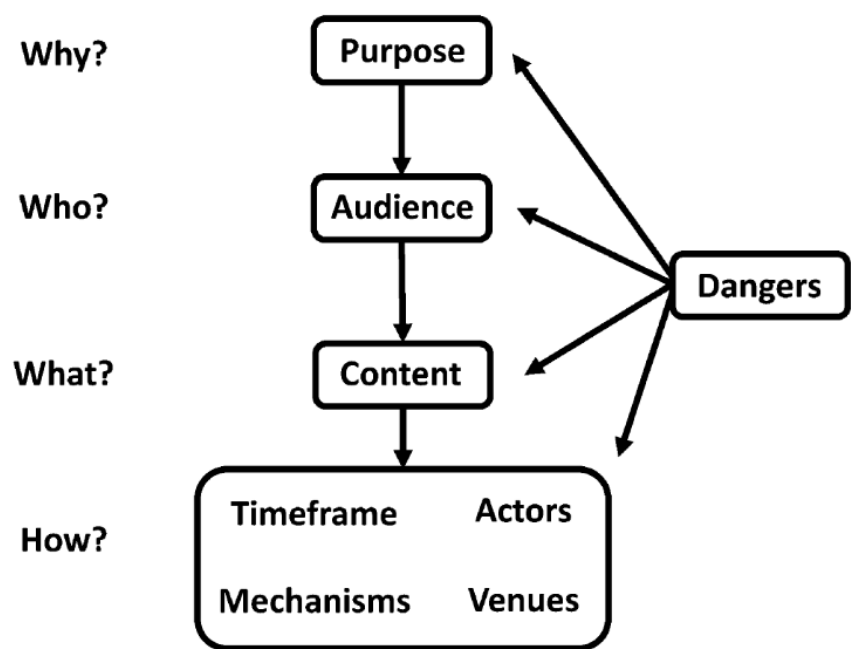 Why?
Purpose
Who?
Audience
Dangers
What?
Content
How?
Timeframe
Actors
Mechanisms
Venues